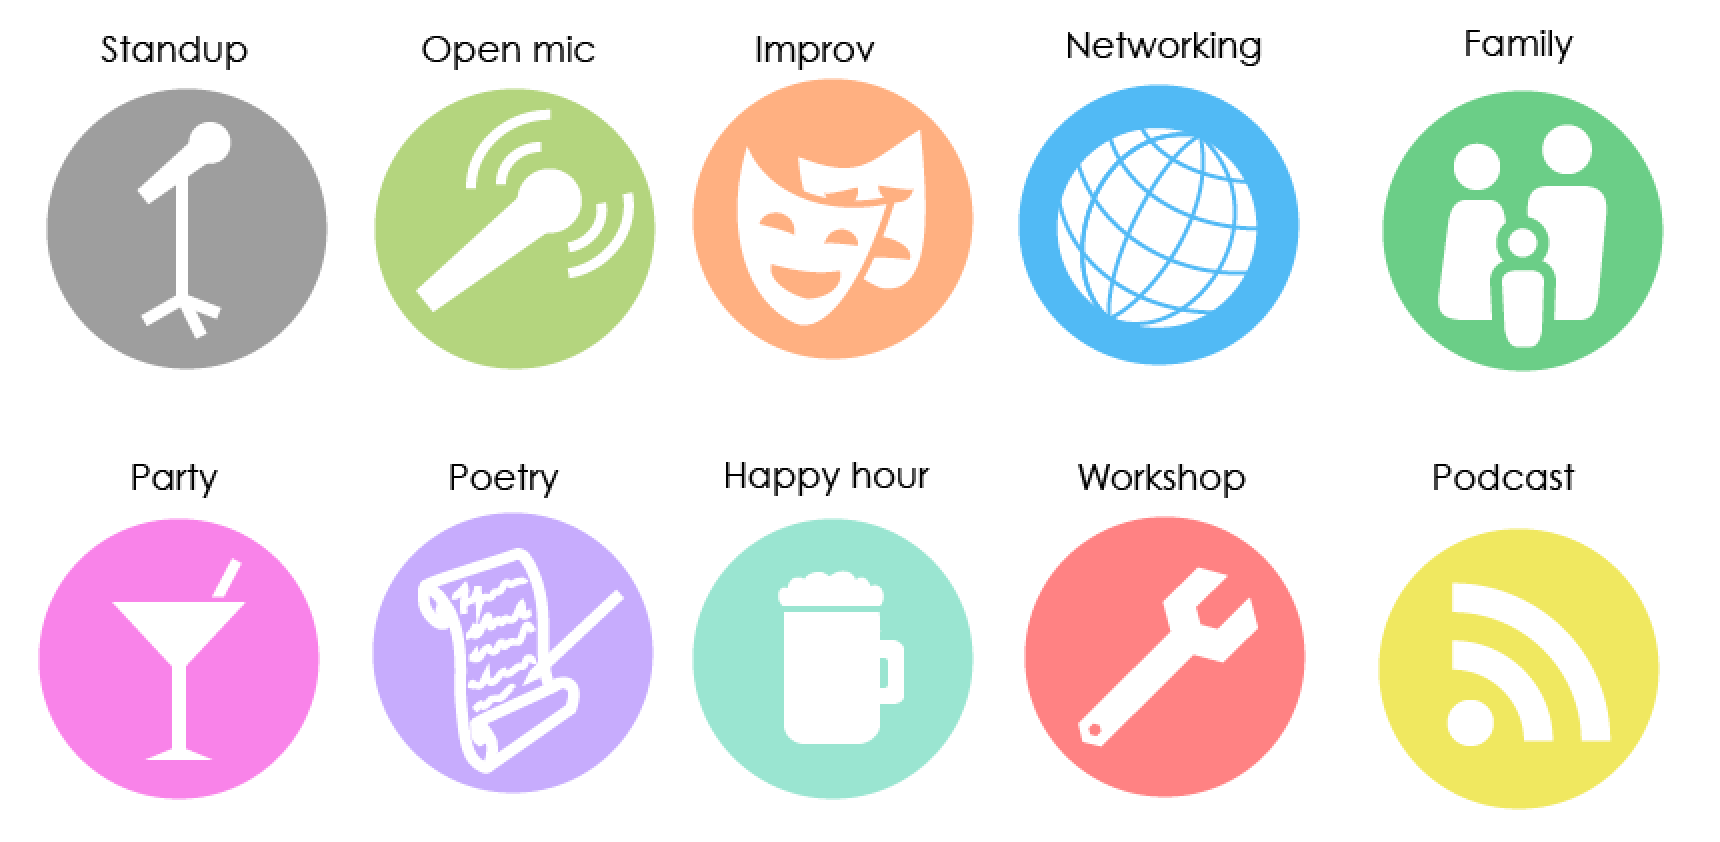 Standup
Open mic
Improv
Networking
Family
Party
Poetry
Happy hour
Workshop
Podcast